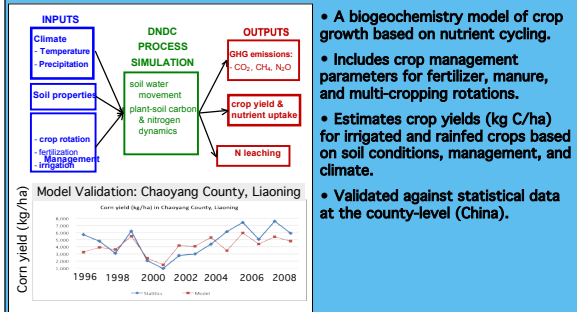 INPUTS
Climate
- Temperature
- Precipitation
Soil properties
- crop rotation
- fertilization
Management
- irrigation
DNDC
PROCESS
SIMULATION
soil water
movement
plant-soil carbon
& nitrogen
dynamics
OUTPUTS
GHG emissions:
- CO₂, CH₄, N₂O
crop yield &
nutrient uptake
N leaching
Model Validation: Chaoyang County, Liaoning
Corn yield (kg/ha) in Chaoyang County, Liaoning
Corn yield (kg/ha)
8,000
7,000
6,000
5,000
4,000
3,000
2,000
1,000
1996 1998 2000 2002 2004 2006 2008
Statistics Model
• A biogeochemistry model of crop
growth based on nutrient cycling.
• Includes crop management
parameters for fertilizer, manure,
and multi-cropping rotations.
• Estimates crop yields (kg C/ha)
for irrigated and rainfed crops based
on soil conditions, management, and
climate.
• Validated against statistical data
at the county-level (China).